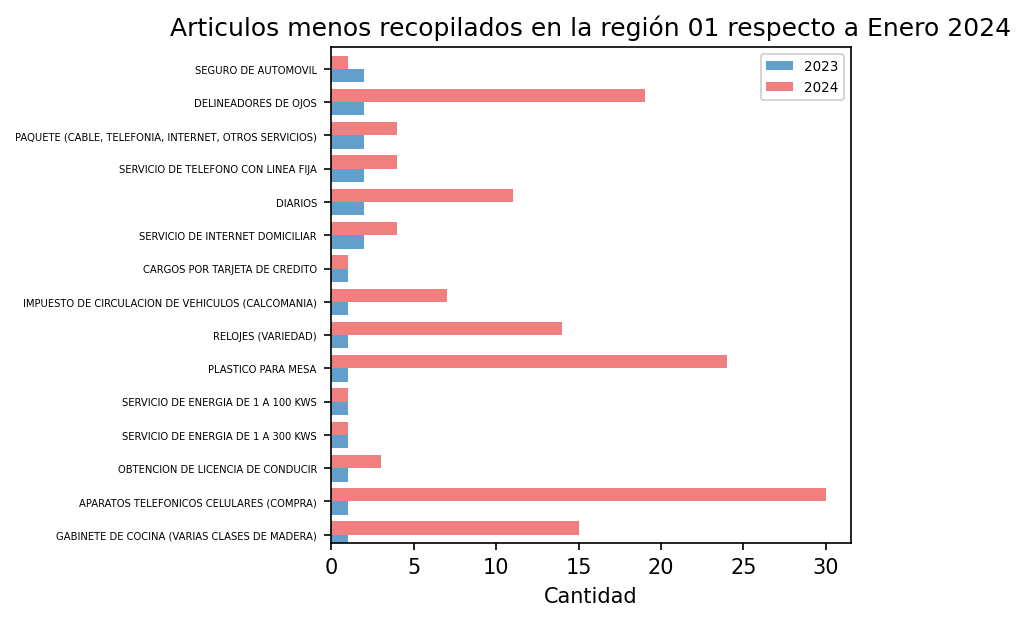 Articulos menos recopilados en la región 01 respecto a Enero 2024
2023
2024
SEGURO DE AUTOMOVIL
DELINEADORES DE OJOS
PAQUETE (CABLE, TELEFONIA, INTERNET, OTROS SERVICIOS)
SERVICIO DE TELEFONO CON LINEA FIJA
DIARIOS
SERVICIO DE INTERNET DOMICILIAR
CARGOS POR TARJETA DE CREDITO
IMPUESTO DE CIRCULACION DE VEHICULOS (CALCOMANIA)
RELOJES (VARIEDAD)
PLASTICO PARA MESA
SERVICIO DE ENERGIA DE 1 A 100 KWS
SERVICIO DE ENERGIA DE 1 A 300 KWS
OBTENCION DE LICENCIA DE CONDUCIR
APARATOS TELEFONICOS CELULARES (COMPRA)
GABINETE DE COCINA (VARIAS CLASES DE MADERA)
0 5 10 15 20 25 30
Cantidad